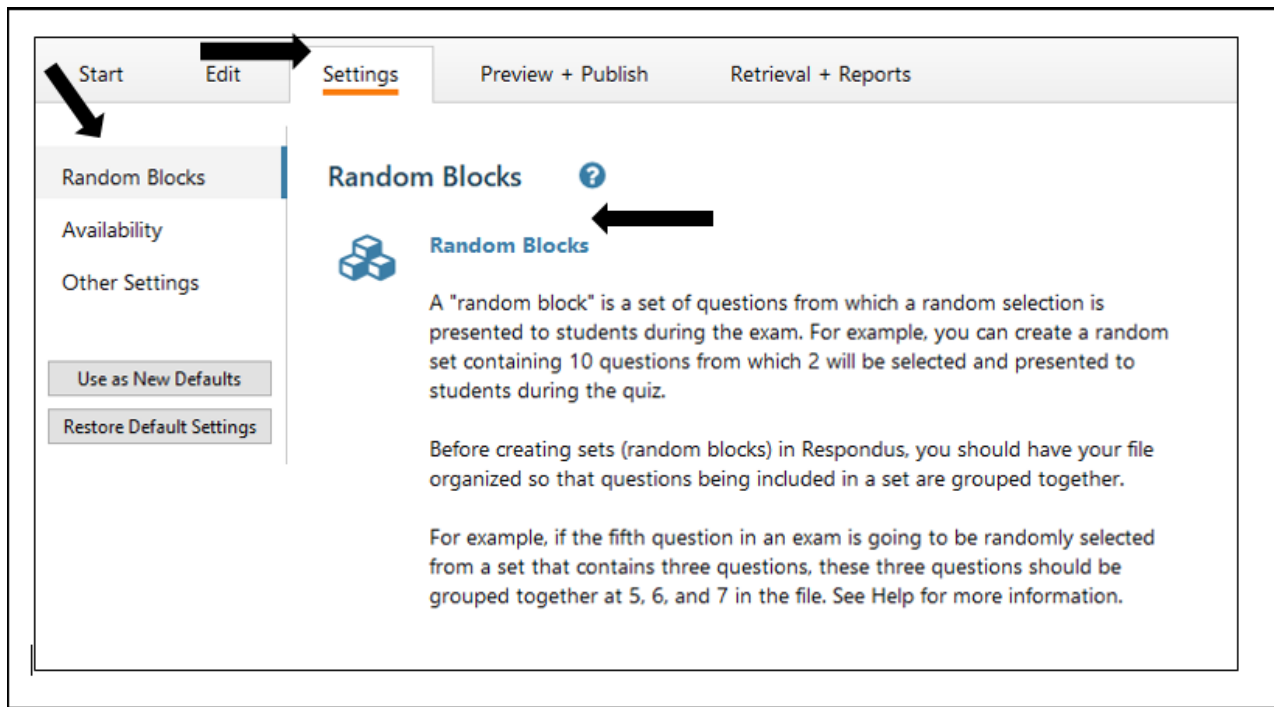 Start Edit Settings Preview + Publish Retrieval + Reports
Random Blocks
Availability
Other Settings
Use as New Defaults
Restore Default Settings
Random Blocks ?
Random Blocks
A "random block" is a set of questions from which a random selection is
presented to students during the exam. For example, you can create a random
set containing 10 questions from which 2 will be selected and presented to
students during the quiz.
Before creating sets (random blocks) in Respondus, you should have your file
organized so that questions being included in a set are grouped together.
For example, if the fifth question in an exam is going to be randomly selected
from a set that contains three questions, these three questions should be
grouped together at 5, 6, and 7 in the file. See Help for more information.